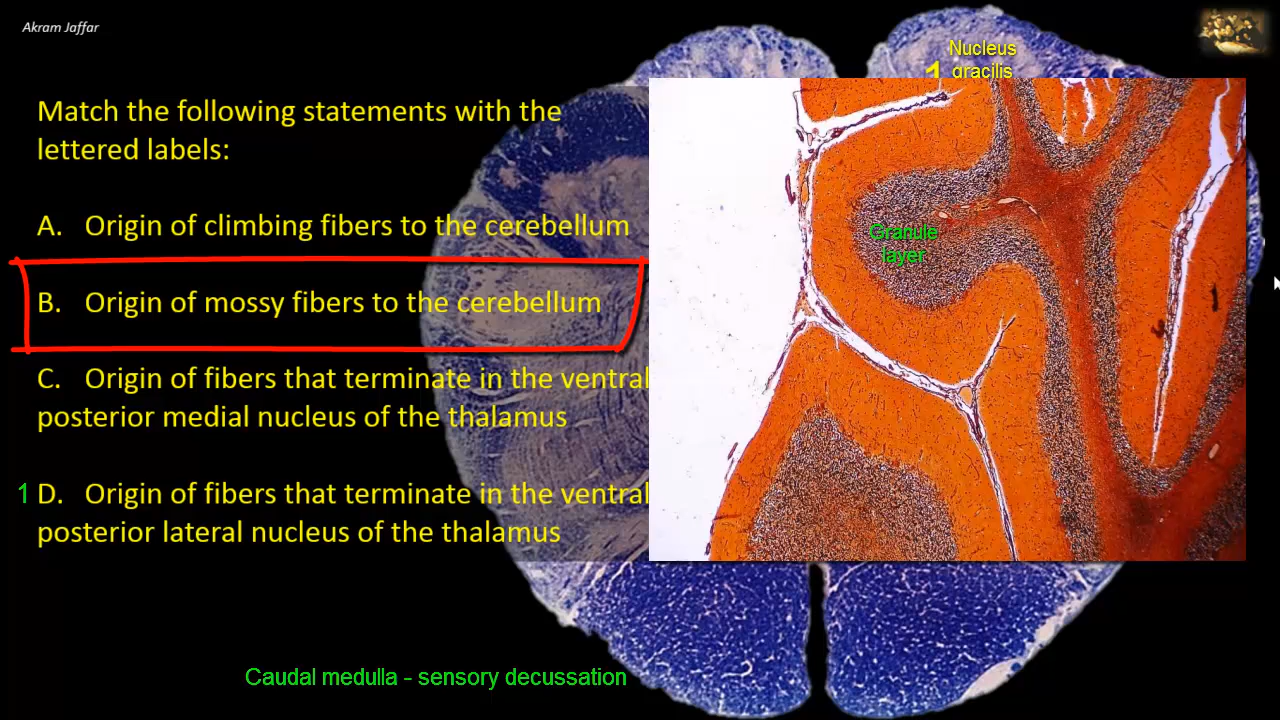 Akram Jaffar
Nucleus
1 gracilis
Match the following statements with the
lettered labels:
A. Origin of climbing fibers to the cerebellum
Granule
layer
B. Origin of mossy fibers to the cerebellum
C. Origin of fibers that terminate in the ventral
posterior medial nucleus of the thalamus
1 D. Origin of fibers that terminate in the ventral
posterior lateral nucleus of the thalamus
Caudal medulla - sensory decussation